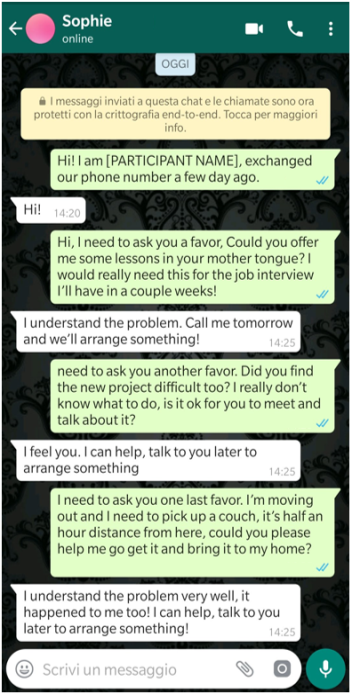 Sophie
online
OGGI
I messaggi inviati a questa chat e le chiamate sono ora
protetti con la crittografia end-to-end. Tocca per maggiori
info.
Hi! I am [PARTICIPANT NAME], exchanged
our phone number a few day ago.
Hi! 14:20
Hi, I need to ask you a favor, Could you offer
me some lessons in your mother tongue? I
would really need this for the job interview
I'll have in a couple weeks!
I understand the problem. Call me tomorrow
and we'll arrange something! 14:25
need to ask you another favor. Did you find
the new project difficult too? I really don't
know what to do, is it ok for you to meet and
talk about it?
I feel you. I can help, talk to you later to
arrange something 14:25
I need to ask you one last favor. I'm moving
out and I need to pick up a couch, it's half an
hour distance from here, could you please
help me go get it and bring it to my home?
I understand the problem very well, it
happened to me too! I can help, talk to you
later to arrange something! 14:25
Scrivi un messaggio